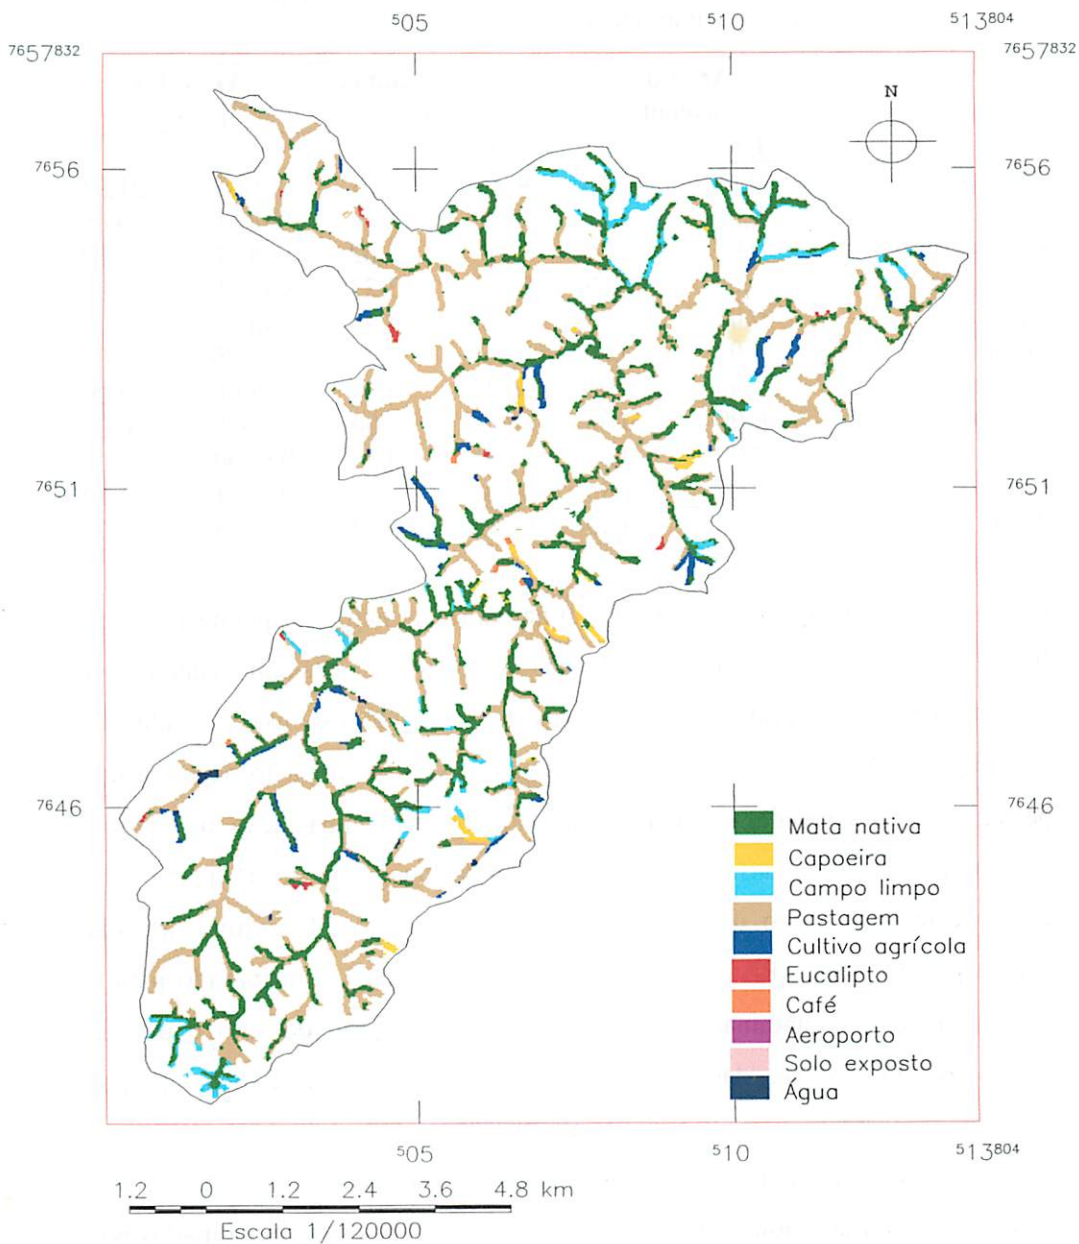 505 510 513804
7657832 7657832
N
7656 7656
7651 7651
7646 7646
Mata nativa
Capoeira
Campo limpo
Pastagem
Cultivo agrícola
Eucalipto
Café
Aeroporto
Solo exposto
Água
505 510 513804
1.2 0 1.2 2.4 3.6 4.8 km
Escala 1/120000